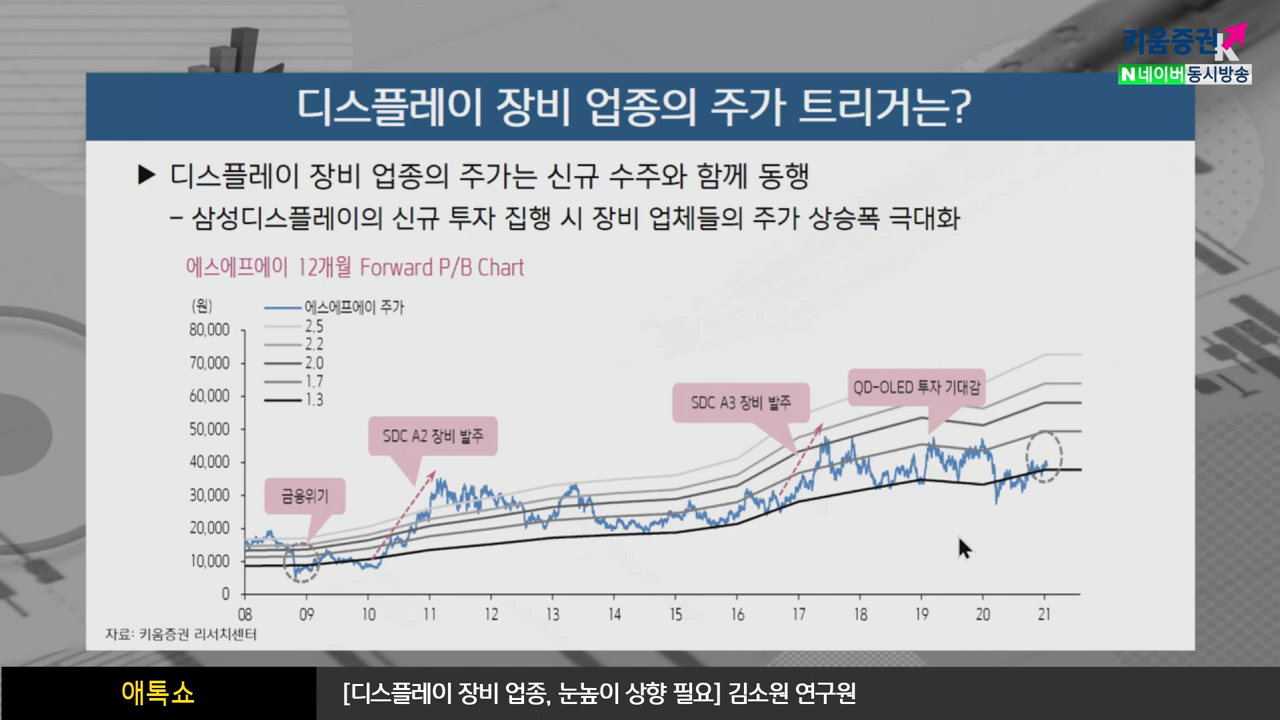 키움증권
N 네이버 동시방송
디스플레이 장비 업종의 주가 트리거는?
▶ 디스플레이 장비 업종의 주가는 신규 수주와 함께 동행
– 삼성디스플레이의 신규 투자 집행 시 장비 업체들의 주가 상승폭 극대화
에스에프에이 12개월 Forward P/B Chart
(원)
에스에프에이 주가
2.5
2.2
2.0
1.7
1.3
80,000
70,000
60,000
50,000
40,000
30,000
20,000
10,000
0
금융위기
SDC A2 장비 발주
SDC A3 장비 발주
QD-OLED 투자 기대감
08 09 10 11 12 13 14 15 16 17 18 19 20 21
자료: 키움증권 리서치센터
애톡쇼
[디스플레이 장비 업종, 눈높이 상향 필요] 김소원 연구원